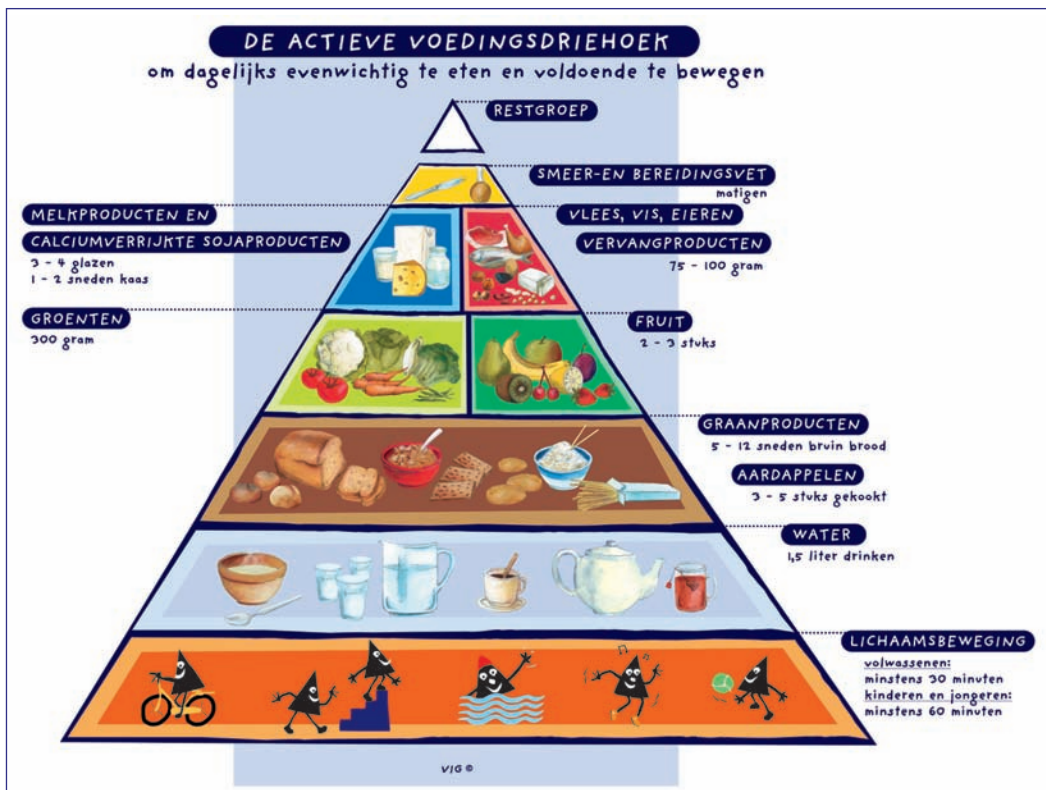 DE ACTIEVE VOEDINGSDRIEHOEK
om dagelijks evenwichtig te eten en voldoende te bewegen
RESTGROEP
SMEER-EN BEREIDINGSVET
matigen
MELKPRODUCTEN EN
CALCIUMVERRIJKTE SOJAPRODUCTEN
3 - 4 glazen
1 - 2 sneden kaas
VLEES, VIS, EIEREN
VERVANGPRODUCTEN
75 - 100 gram
GROENTEN
300 gram
FRUIT
2 - 3 stuks
GRAANPRODUCTEN
5 - 12 sneden bruin brood
AARDAPPELEN
3 - 5 stuks gekookt
WATER
1,5 liter drinken
LICHAAMSBEWEGING
volwassenen:
minstens 30 minuten
kinderen en jongeren:
minstens 60 minuten
VIG ©